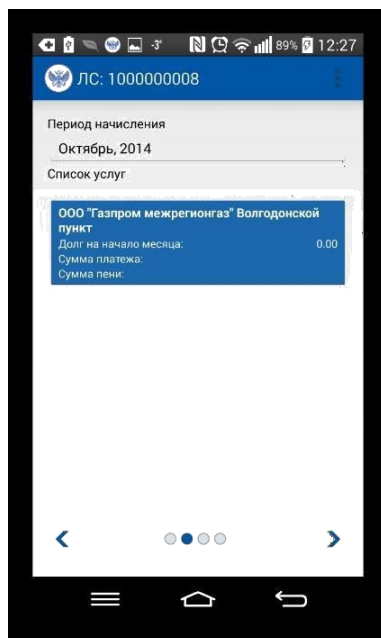 -3° 89% 12:27
ЛС: 1000000008
Период начисления
Октябрь, 2014
Список услуг
ООО "Газпром межрегионгаз" Волгодонской
пункт
Долг на начало месяца: 0.00
Сумма платежа:
Сумма пени: